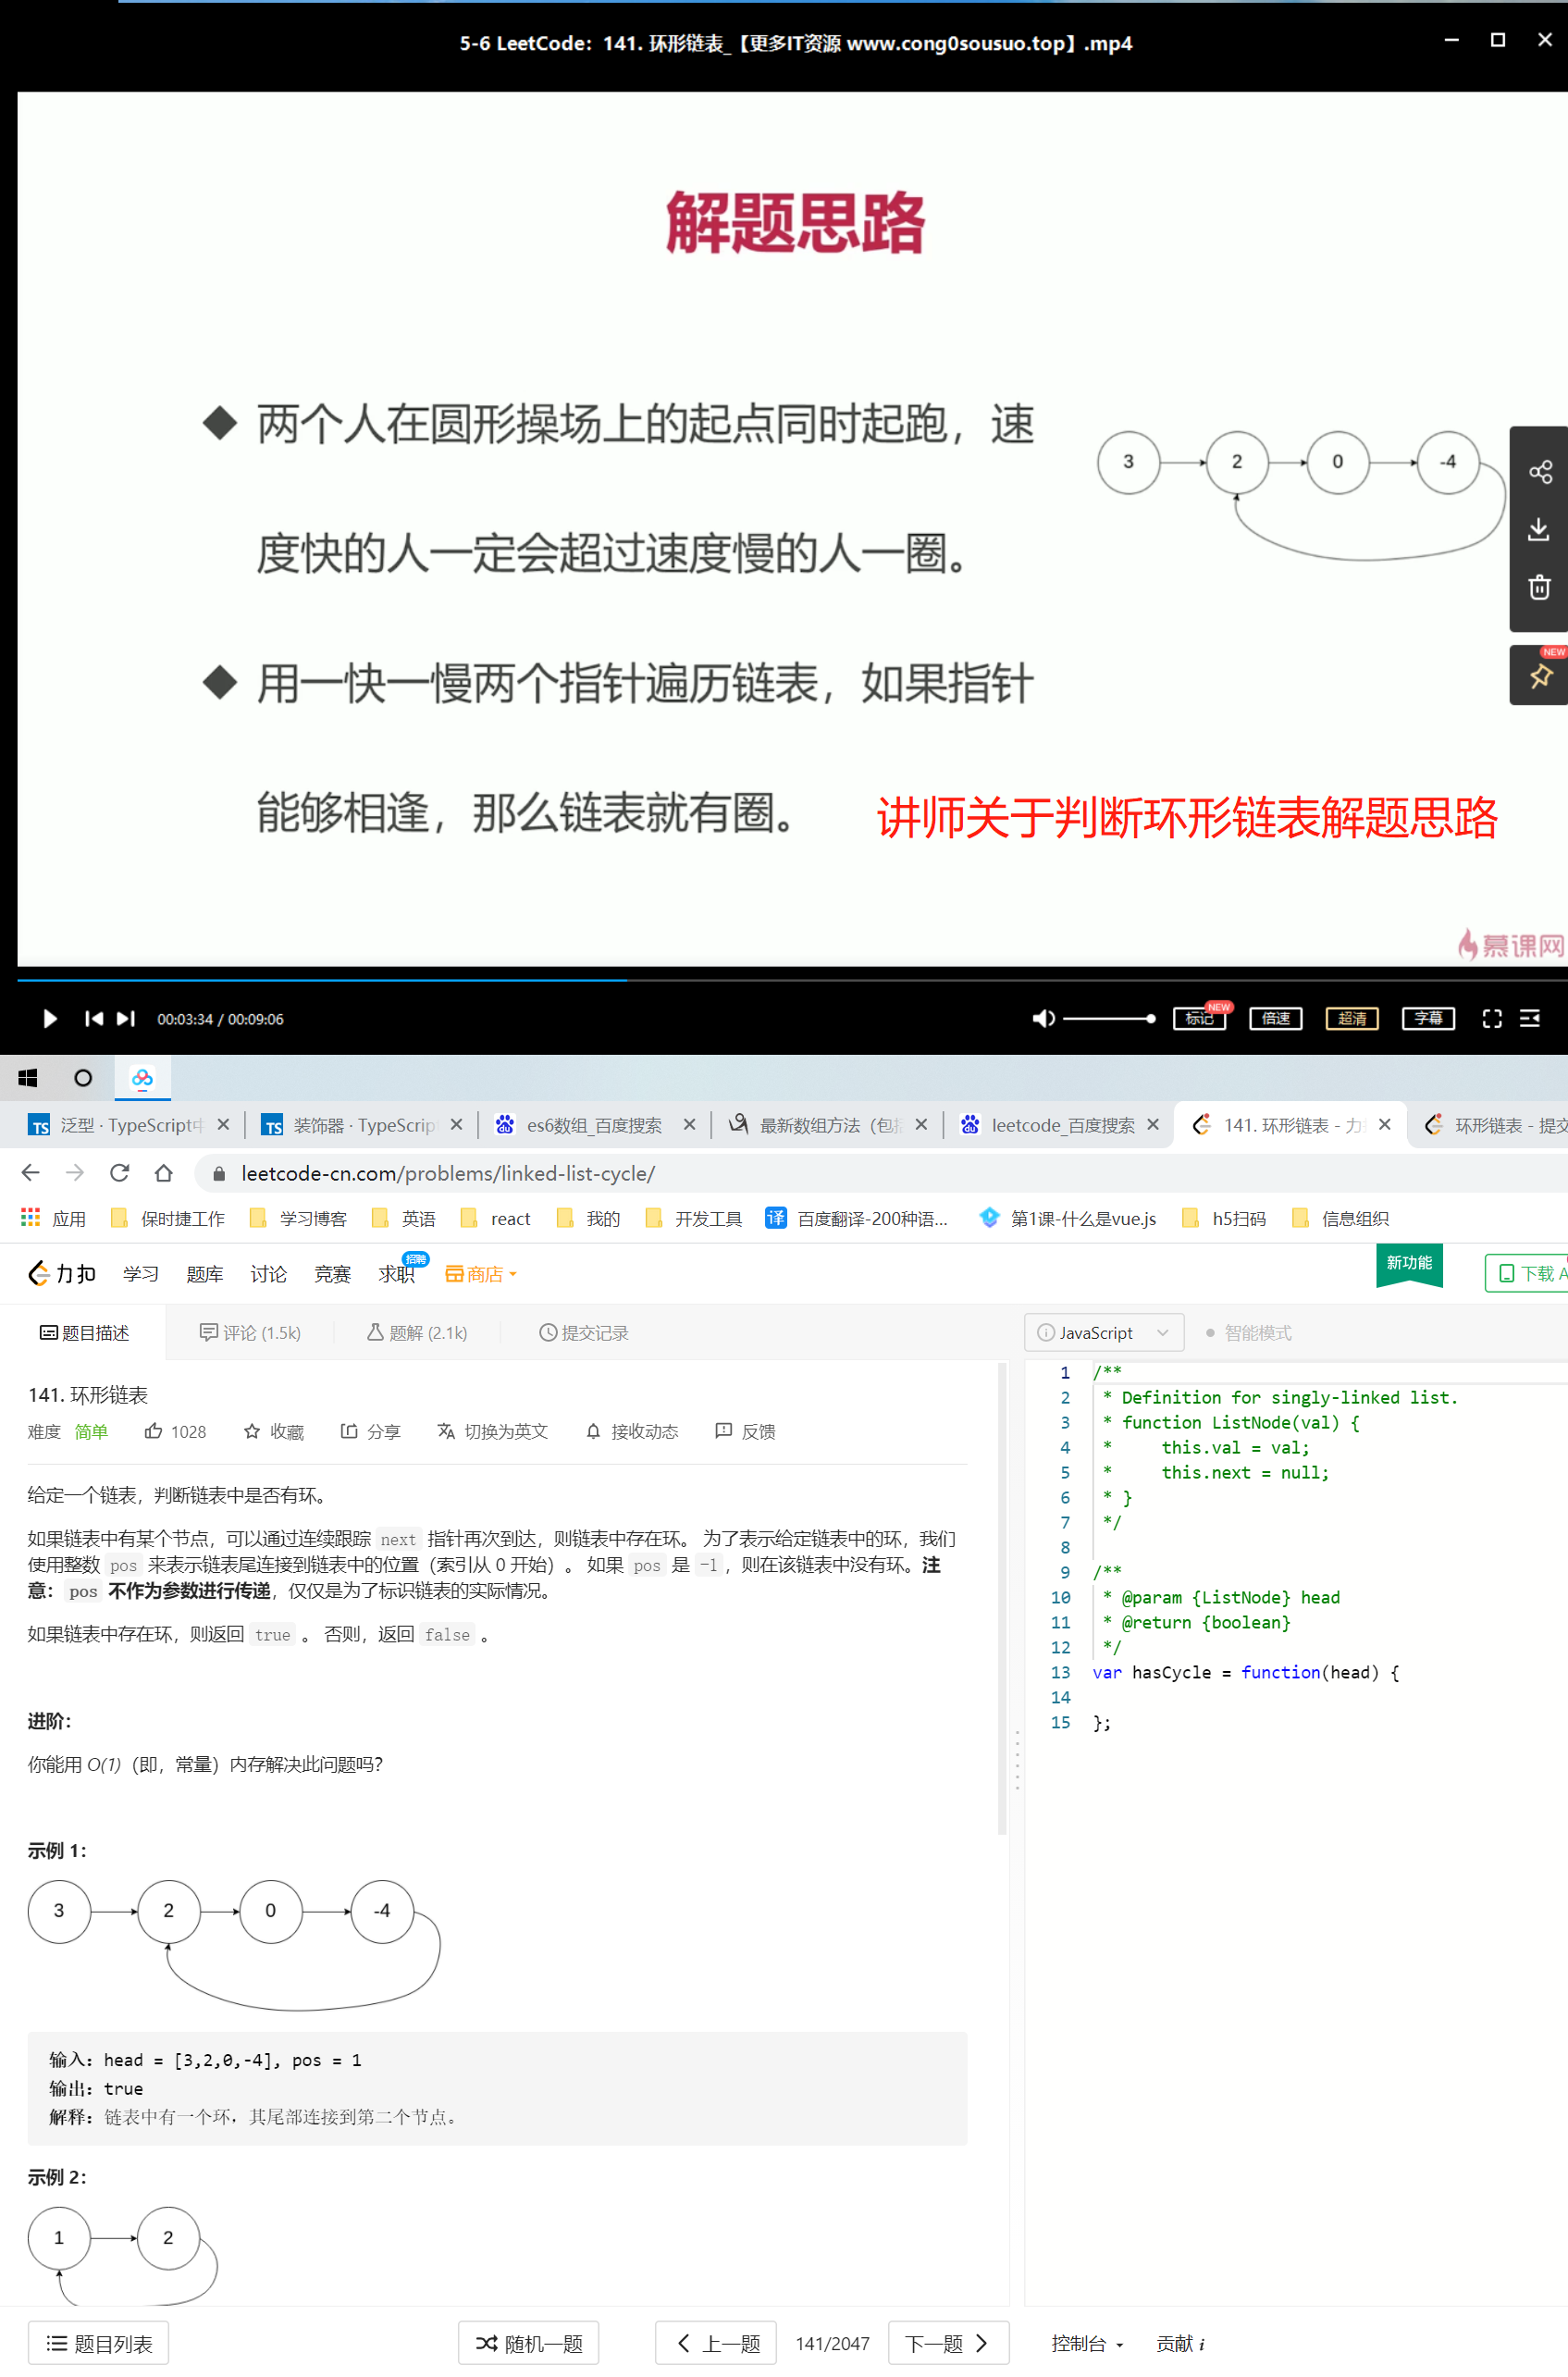 5-6 LeetCode：141. 环形链表_【更多IT资源 www.cong0sousuo.top】.mp4
解题思路
◆ 两个人在圆形操场上的起点同时起跑，速
度快的人一定会超过速度慢的人一圈。
3 2 0 -4
◆ 用一快一慢两个指针遍历链表，如果指针
NEW
能够相逢，那么链表就有圈。
讲师关于判断环形链表解题思路
慕课网
00:03:34 / 00:09:06
标记 NEW 倍速 超清 字幕
泛型 · TypeScript中 装饰器 · TypeScrip es6数组_百度搜索 最新数组方法（包括 leetcode_百度搜索 141. 环形链表 - 力 环形链表 - 提交
leetcode-cn.com/problems/linked-list-cycle/
应用 保时捷工作 学习博客 英语 react 我的 开发工具 译 百度翻译-200种语... 第1课-什么是vue.js h5扫码 信息组织
力扣 学习 题库 讨论 竞赛 求职 招聘 商店 新功能 下载 A
题目描述 评论 (1.5k) 题解 (2.1k) 提交记录 JavaScript 智能模式
141. 环形链表
难度 简单 1028 收藏 分享 切换为英文 接收动态 反馈
给定一个链表，判断链表中是否有环。
如果链表中有某个节点，可以通过连续跟踪 next 指针再次到达，则链表中存在环。 为了表示给定链表中的环，我们
使用整数 pos 来表示链表尾连接到链表中的位置（索引从 0 开始）。 如果 pos 是 -1，则在该链表中没有环。注
意：pos 不作为参数进行传递，仅仅是为了标识链表的实际情况。
如果链表中存在环，则返回 true 。 否则，返回 false 。
进阶：
你能用 O(1)（即，常量）内存解决此问题吗？
示例 1：
3 2 0 -4
输入：head = [3,2,0,-4], pos = 1
输出：true
解释：链表中有一个环，其尾部连接到第二个节点。
示例 2：
1 2
1 /**
2 * Definition for singly-linked list.
3 * function ListNode(val) {
4 *     this.val = val;
5 *     this.next = null;
6 * }
7 */
8
9 /**
10 * @param {ListNode} head
11 * @return {boolean}
12 */
13 var hasCycle = function(head) {
14
15 };
题目列表 随机一题 上一题 141/2047 下一题 控制台 贡献 i